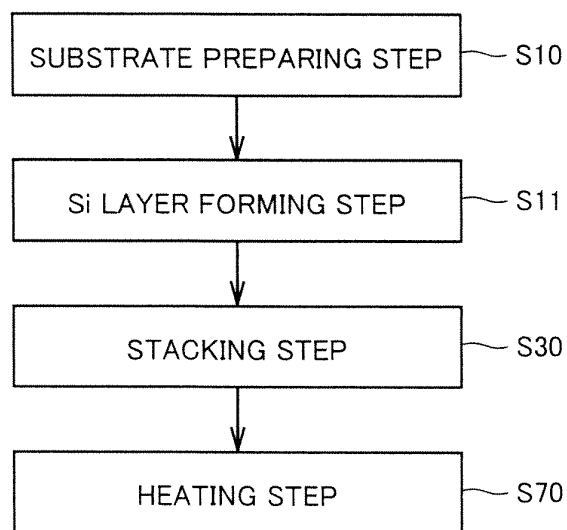 SUBSTRATE PREPARING STEP S10
Si LAYER FORMING STEP S11
STACKING STEP S30
HEATING STEP S70